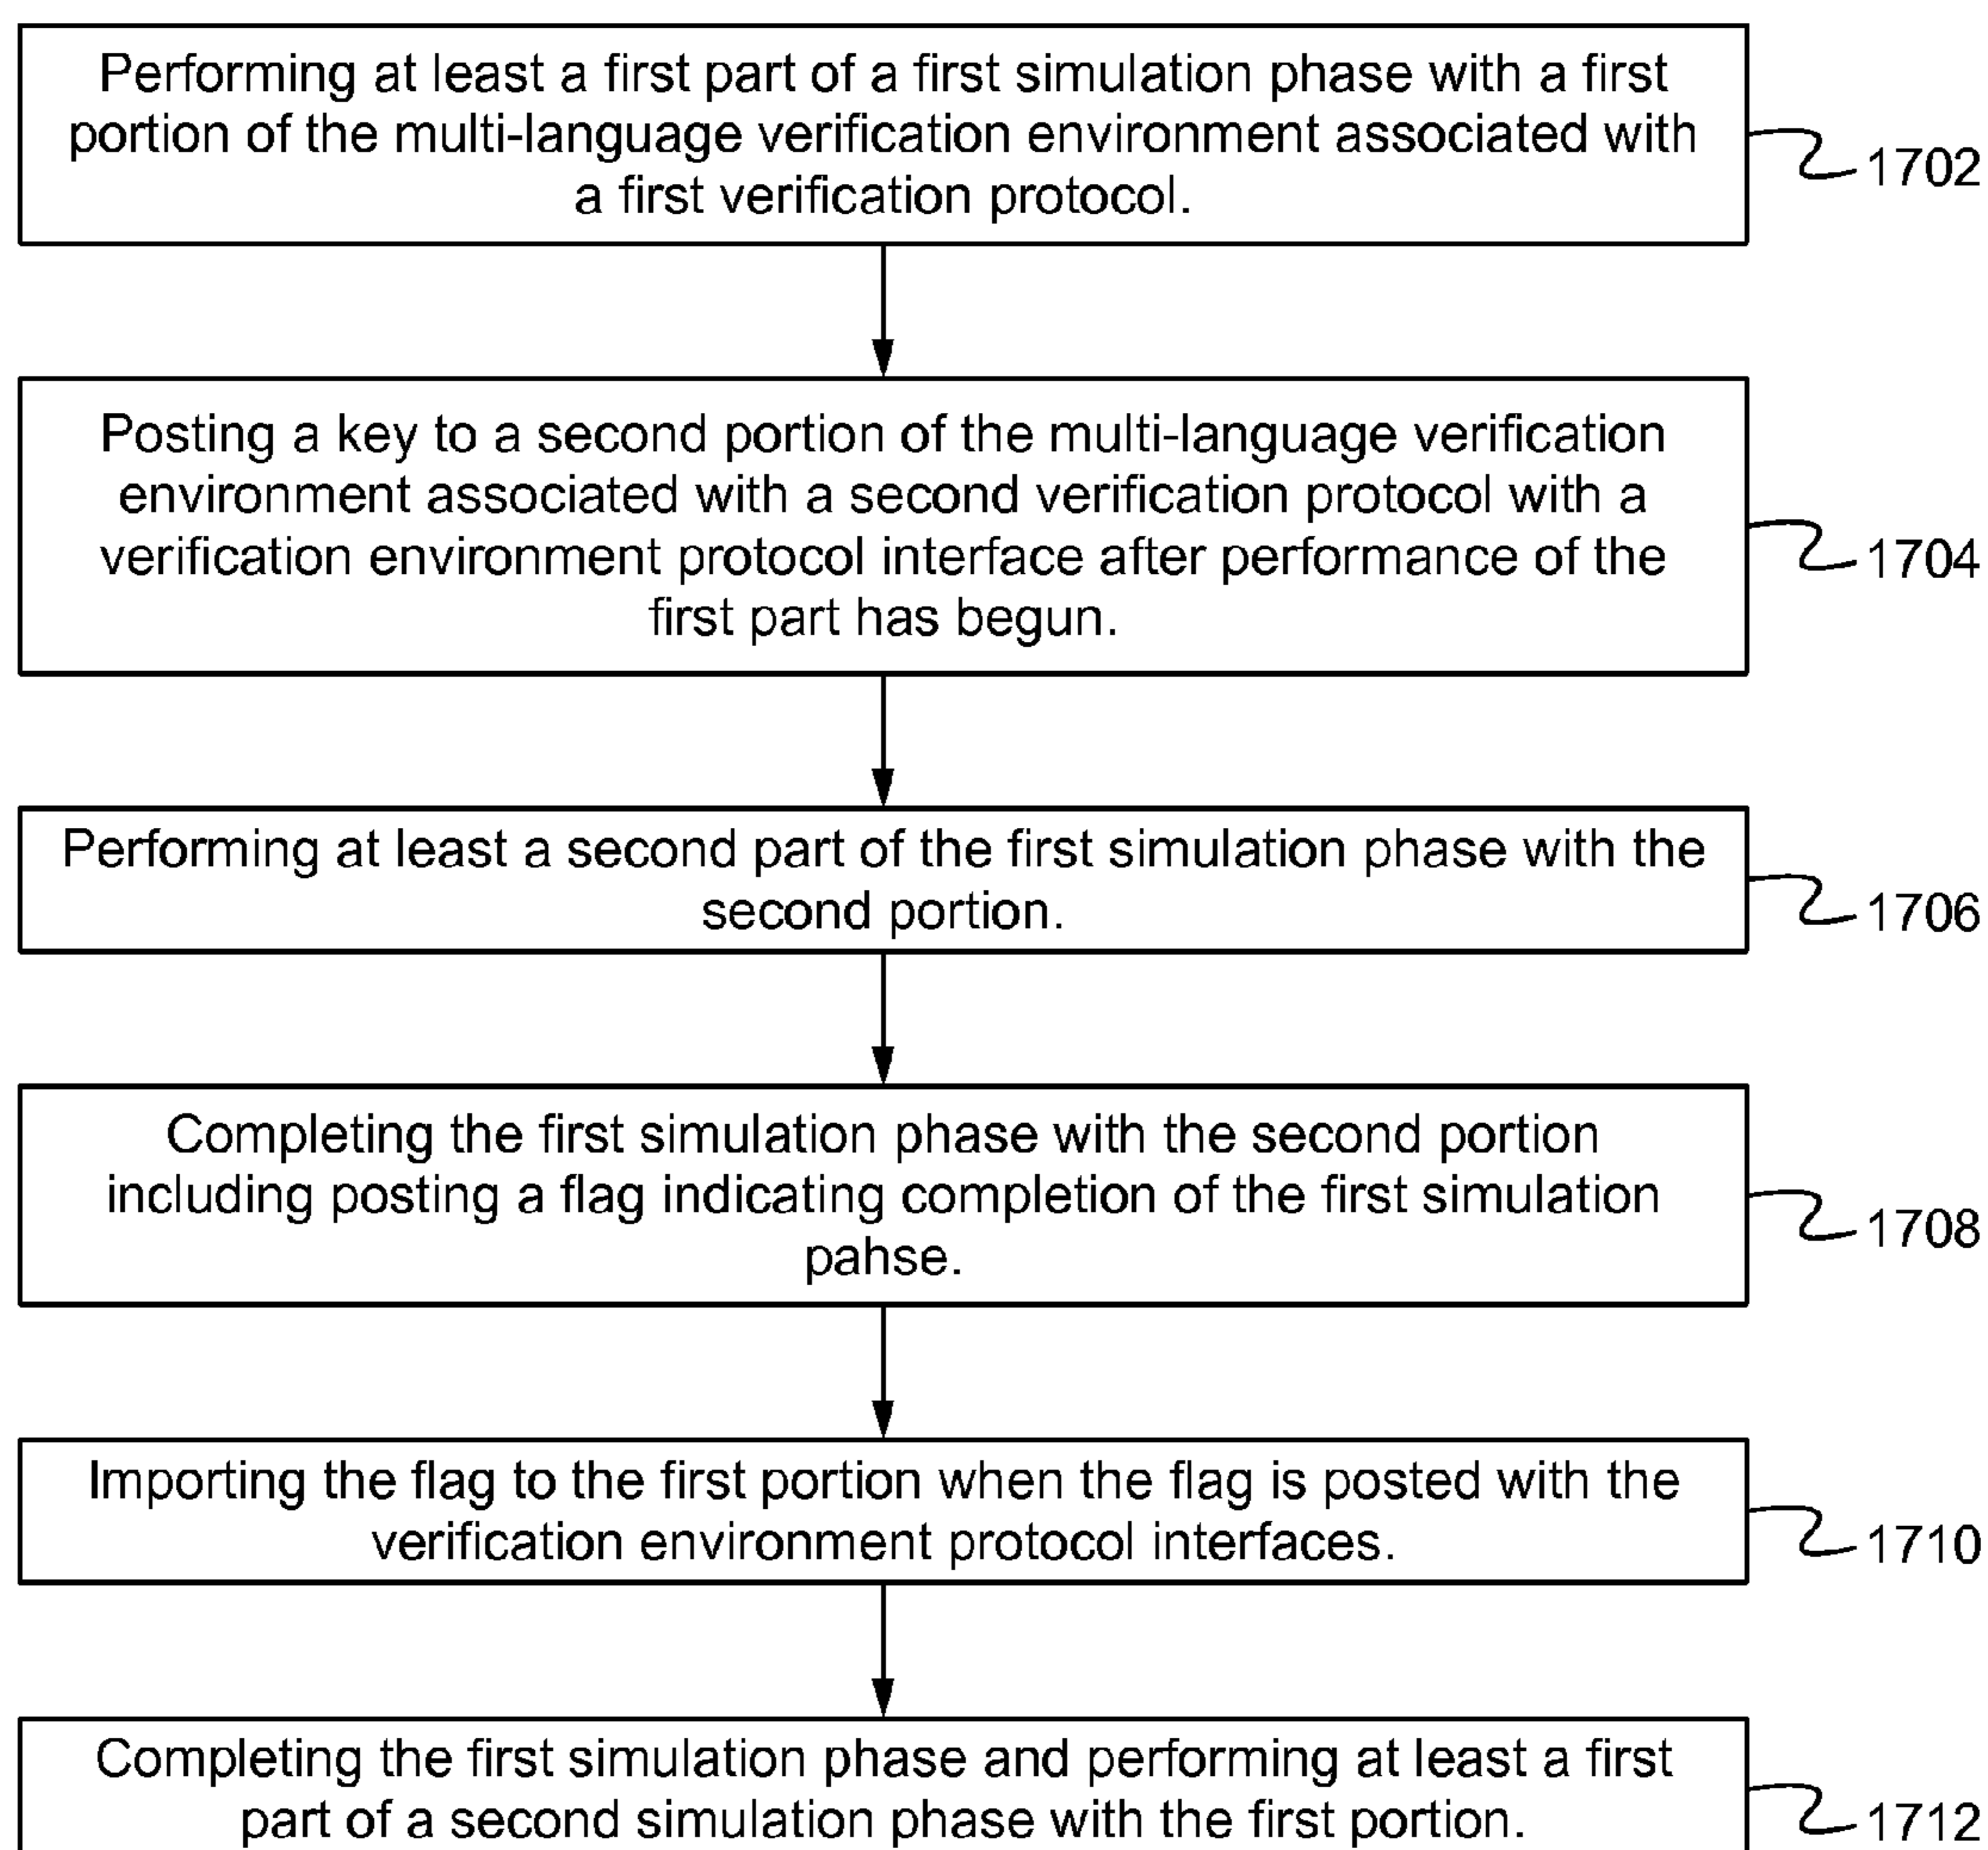 Performing at least a first part of a first simulation phase with a first
portion of the multi-language verification environment associated with
a first verification protocol.
1702
Posting a key to a second portion of the multi-language verification
environment associated with a second verification protocol with a
verification environment protocol interface after performance of the
first part has begun.
1704
Performing at least a second part of the first simulation phase with the
second portion.
1706
Completing the first simulation phase with the second portion
including posting a flag indicating completion of the first simulation
pahse.
1708
Importing the flag to the first portion when the flag is posted with the
verification environment protocol interfaces.
1710
Completing the first simulation phase and performing at least a first
part of a second simulation phase with the first portion.
1712